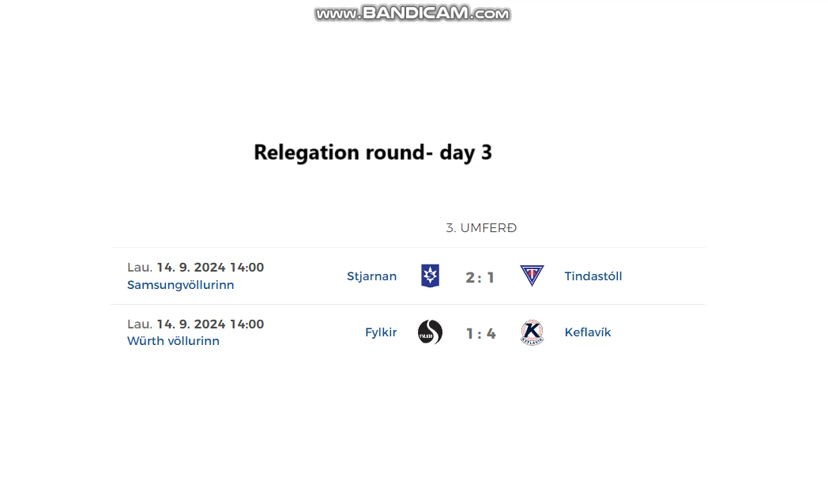 www.BANDICAM.com
Relegation round- day 3
3. UMFERÐ
Lau. 14. 9. 2024 14:00
Samsungvöllurinn
Stjarnan 2 : 1 Tindastóll
Lau. 14. 9. 2024 14:00
Würth völlurinn
Fylkir 1 : 4 Keflavík